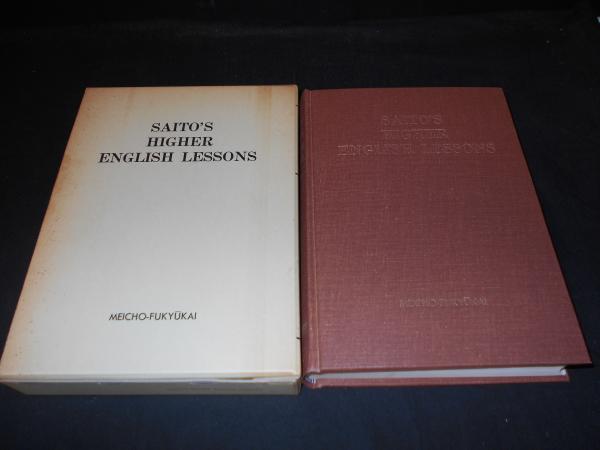 SAITO'S
HIGHER
ENGLISH LESSONS
MEICHO-FUKYŪKAI
SAITO'S
HIGHER
ENGLISH LESSONS
MEICHO-FUKYŪKAI